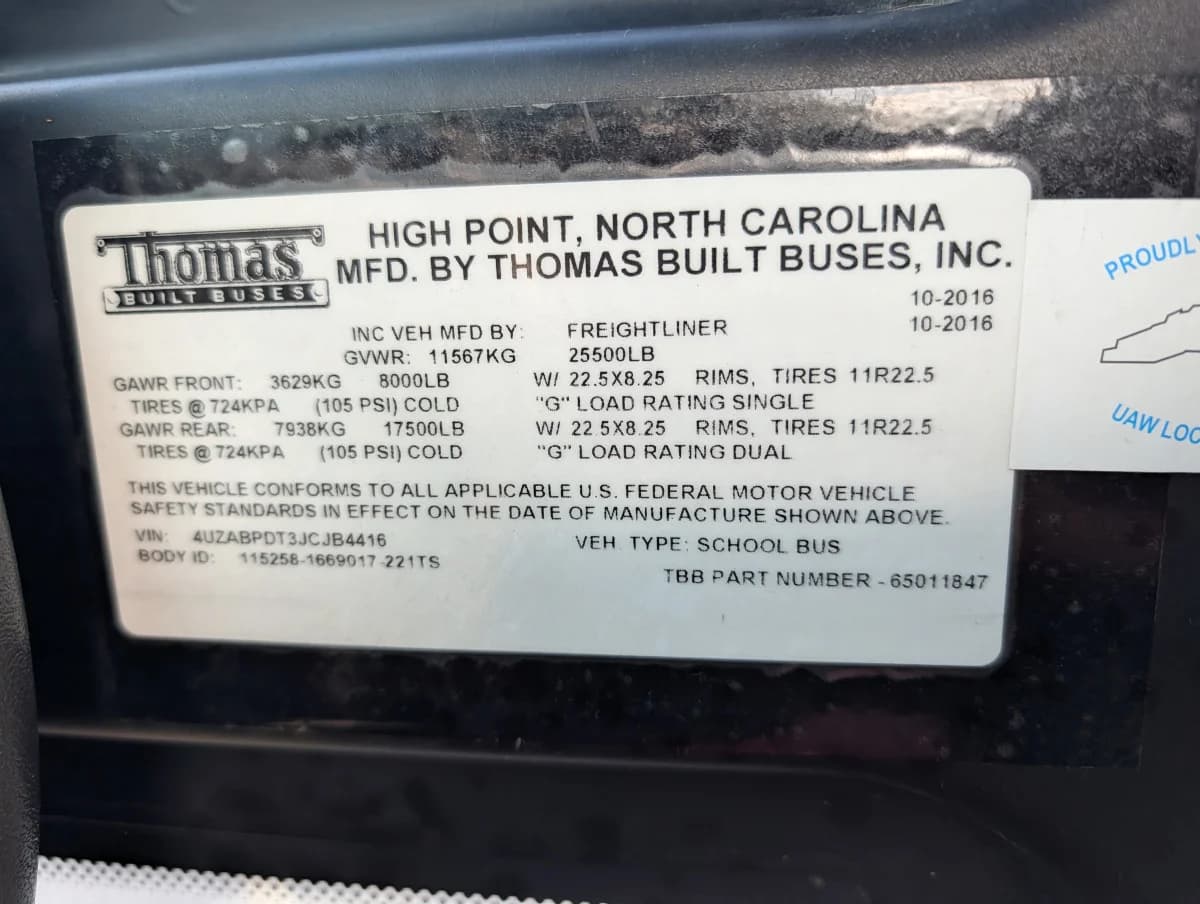 Thomas
BUILT BUSES
HIGH POINT, NORTH CAROLINA
MFD. BY THOMAS BUILT BUSES, INC.
10-2016
INC VEH MFD BY: FREIGHTLINER 10-2016
GVWR: 11567KG 25500LB
GAWR FRONT: 3629KG 8000LB W/ 22.5X8.25 RIMS, TIRES 11R22.5
TIRES @ 724KPA (105 PSI) COLD "G" LOAD RATING SINGLE
GAWR REAR: 7938KG 17500LB W/ 22.5X8.25 RIMS, TIRES 11R22.5
TIRES @ 724KPA (105 PSI) COLD "G" LOAD RATING DUAL
THIS VEHICLE CONFORMS TO ALL APPLICABLE U.S. FEDERAL MOTOR VEHICLE
SAFETY STANDARDS IN EFFECT ON THE DATE OF MANUFACTURE SHOWN ABOVE.
VIN: 4UZABPDT3JCJB4416 VEH TYPE: SCHOOL BUS
BODY ID: 115258-1669017-221TS
TBB PART NUMBER - 65011847
PROUDLY
UAW LOC